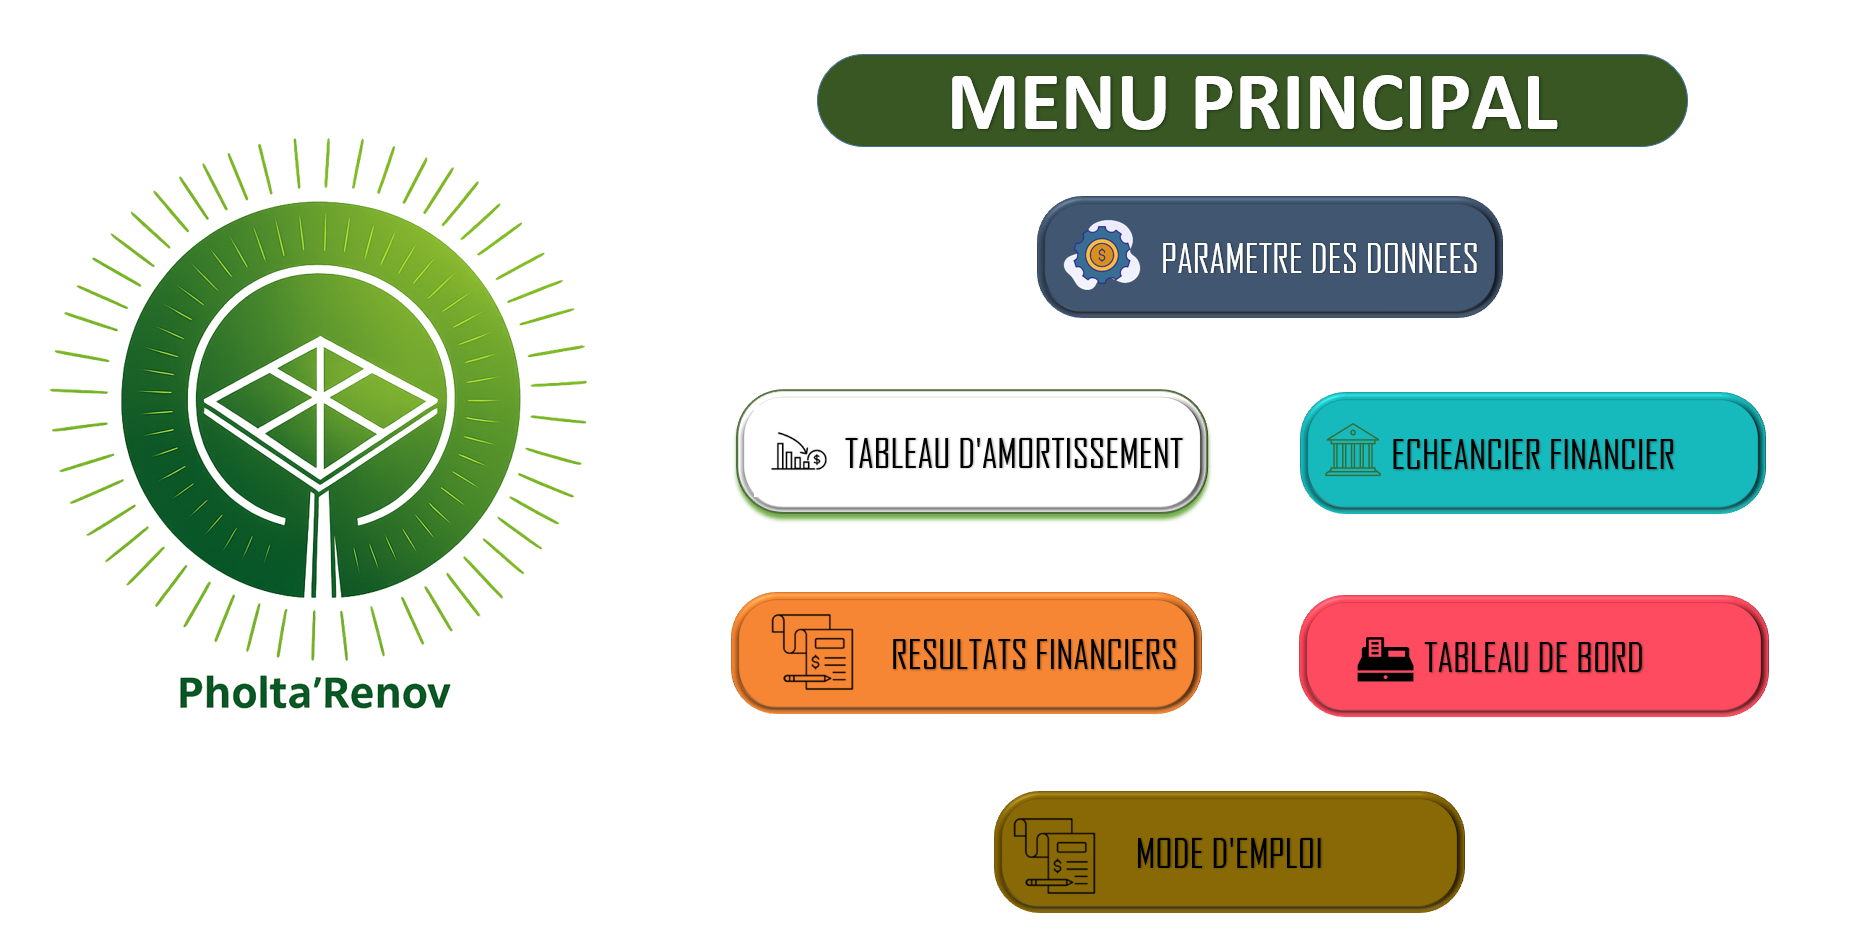 MENU PRINCIPAL
PARAMETRE DES DONNEES
TABLEAU D'AMORTISSEMENT
ECHEANCIER FINANCIER
RESULTATS FINANCIERS
TABLEAU DE BORD
Pholta’Renov
MODE D'EMPLOI